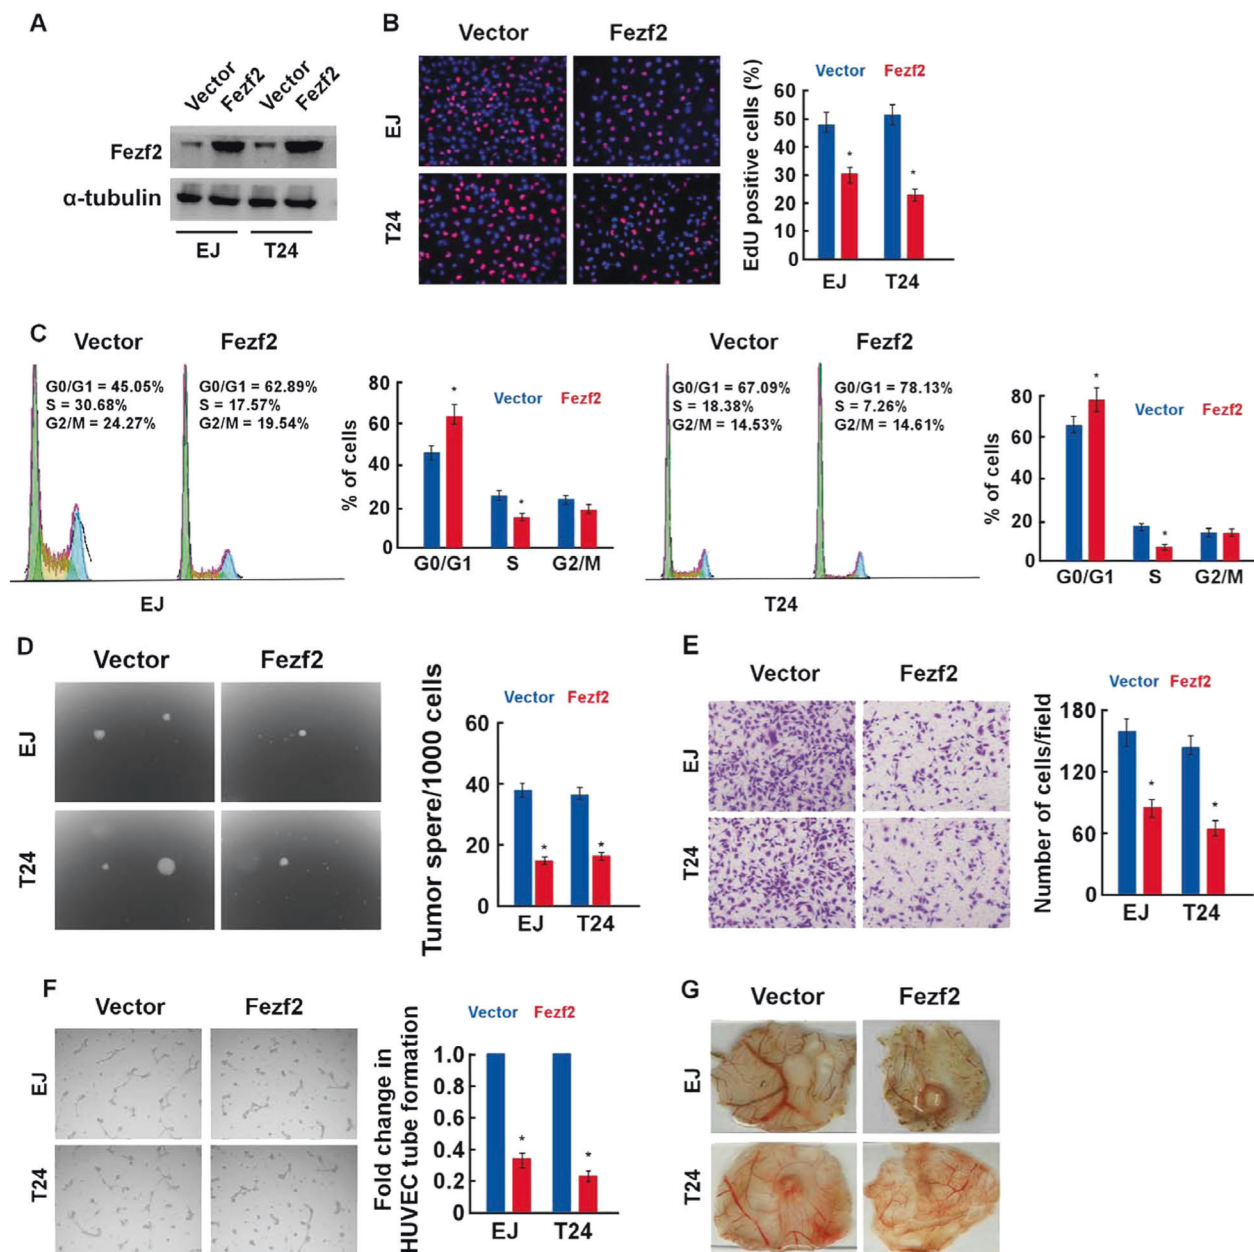 A
Vector
Fezf2
Vector
Fezf2
Fezf2
α-tubulin
EJ
T24
B
Vector
Fezf2
EJ
T24
Vector
Fezf2
EdU positive cells (%)
60
50
40
30
20
10
0
*
*
EJ
T24
C
Vector
Fezf2
G0/G1 = 45.05%
S = 30.68%
G2/M = 24.27%
G0/G1 = 62.89%
S = 17.57%
G2/M = 19.54%
EJ
% of cells
80
60
40
20
0
Vector
Fezf2
*
*
G0/G1
S
G2/M
Vector
Fezf2
G0/G1 = 67.09%
S = 18.38%
G2/M = 14.53%
G0/G1 = 78.13%
S = 7.26%
G2/M = 14.61%
T24
% of cells
80
60
40
20
0
Vector
Fezf2
*
*
G0/G1
S
G2/M
D
Vector
Fezf2
EJ
T24
Tumor spere/1000 cells
Vector
Fezf2
60
40
20
0
*
*
EJ
T24
E
Vector
Fezf2
EJ
T24
Number of cells/field
Vector
Fezf2
180
120
60
0
*
*
EJ
T24
F
Vector
Fezf2
EJ
T24
Fold change in
HUVEC tube formation
Vector
Fezf2
1.0
0.8
0.6
0.4
0.2
0
*
*
EJ
T24
G
Vector
Fezf2
EJ
T24